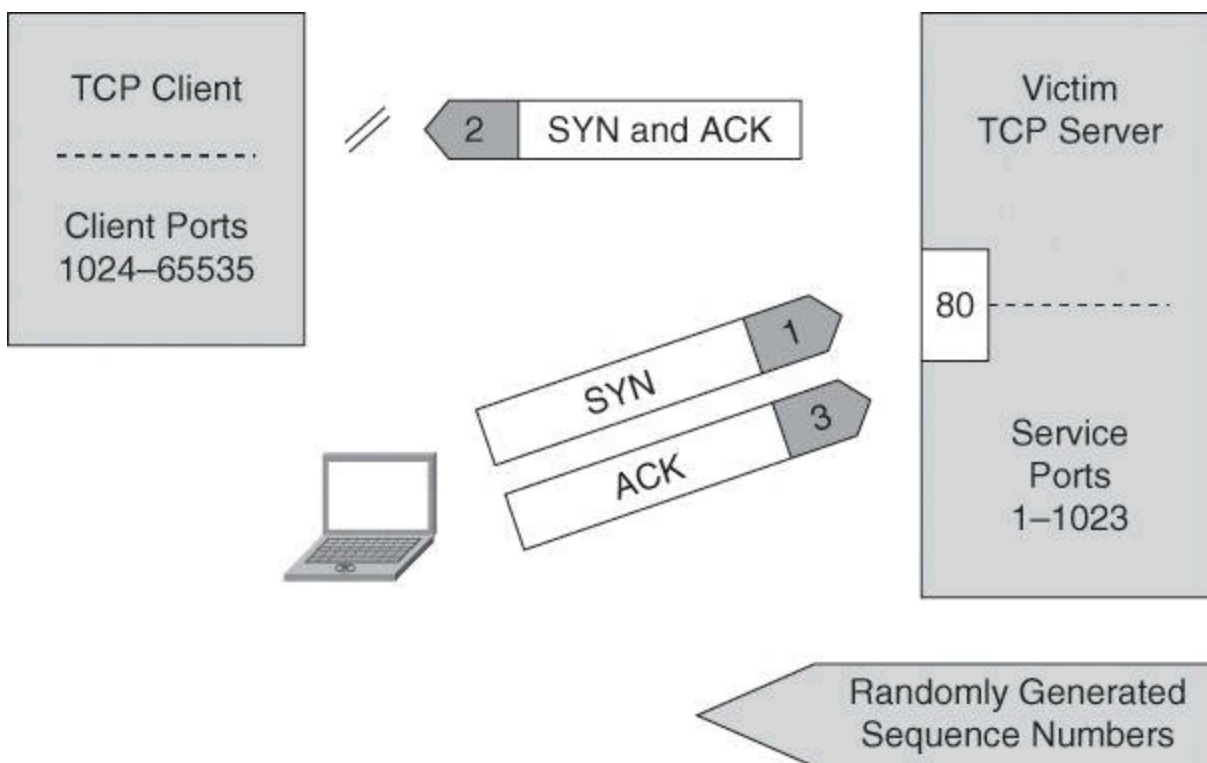 TCP Client
Client Ports
1024–65535
2
SYN and ACK
Victim
TCP Server
80
Service
Ports
1–1023
SYN
1
ACK
3
Randomly Generated
Sequence Numbers